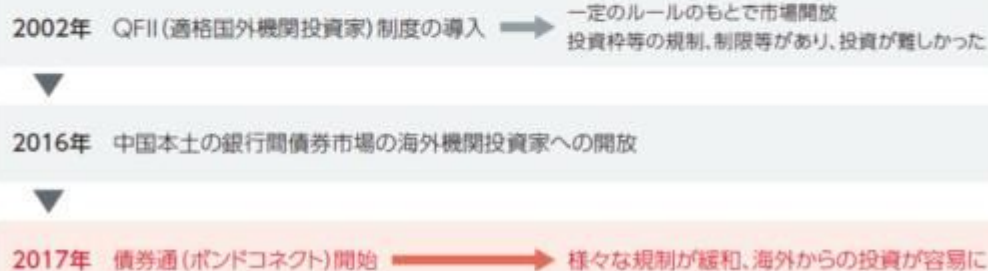 2002年 QFII(適格国外機関投資家)制度の導入
一定のルールのもとで市場開放
投資枠等の規制、制限等があり、投資が難しかった
2016年 中国本土の銀行間債券市場の海外機関投資家への開放
2017年 債券通(ボンドコネクト)開始
様々な規制が緩和、海外からの投資が容易に